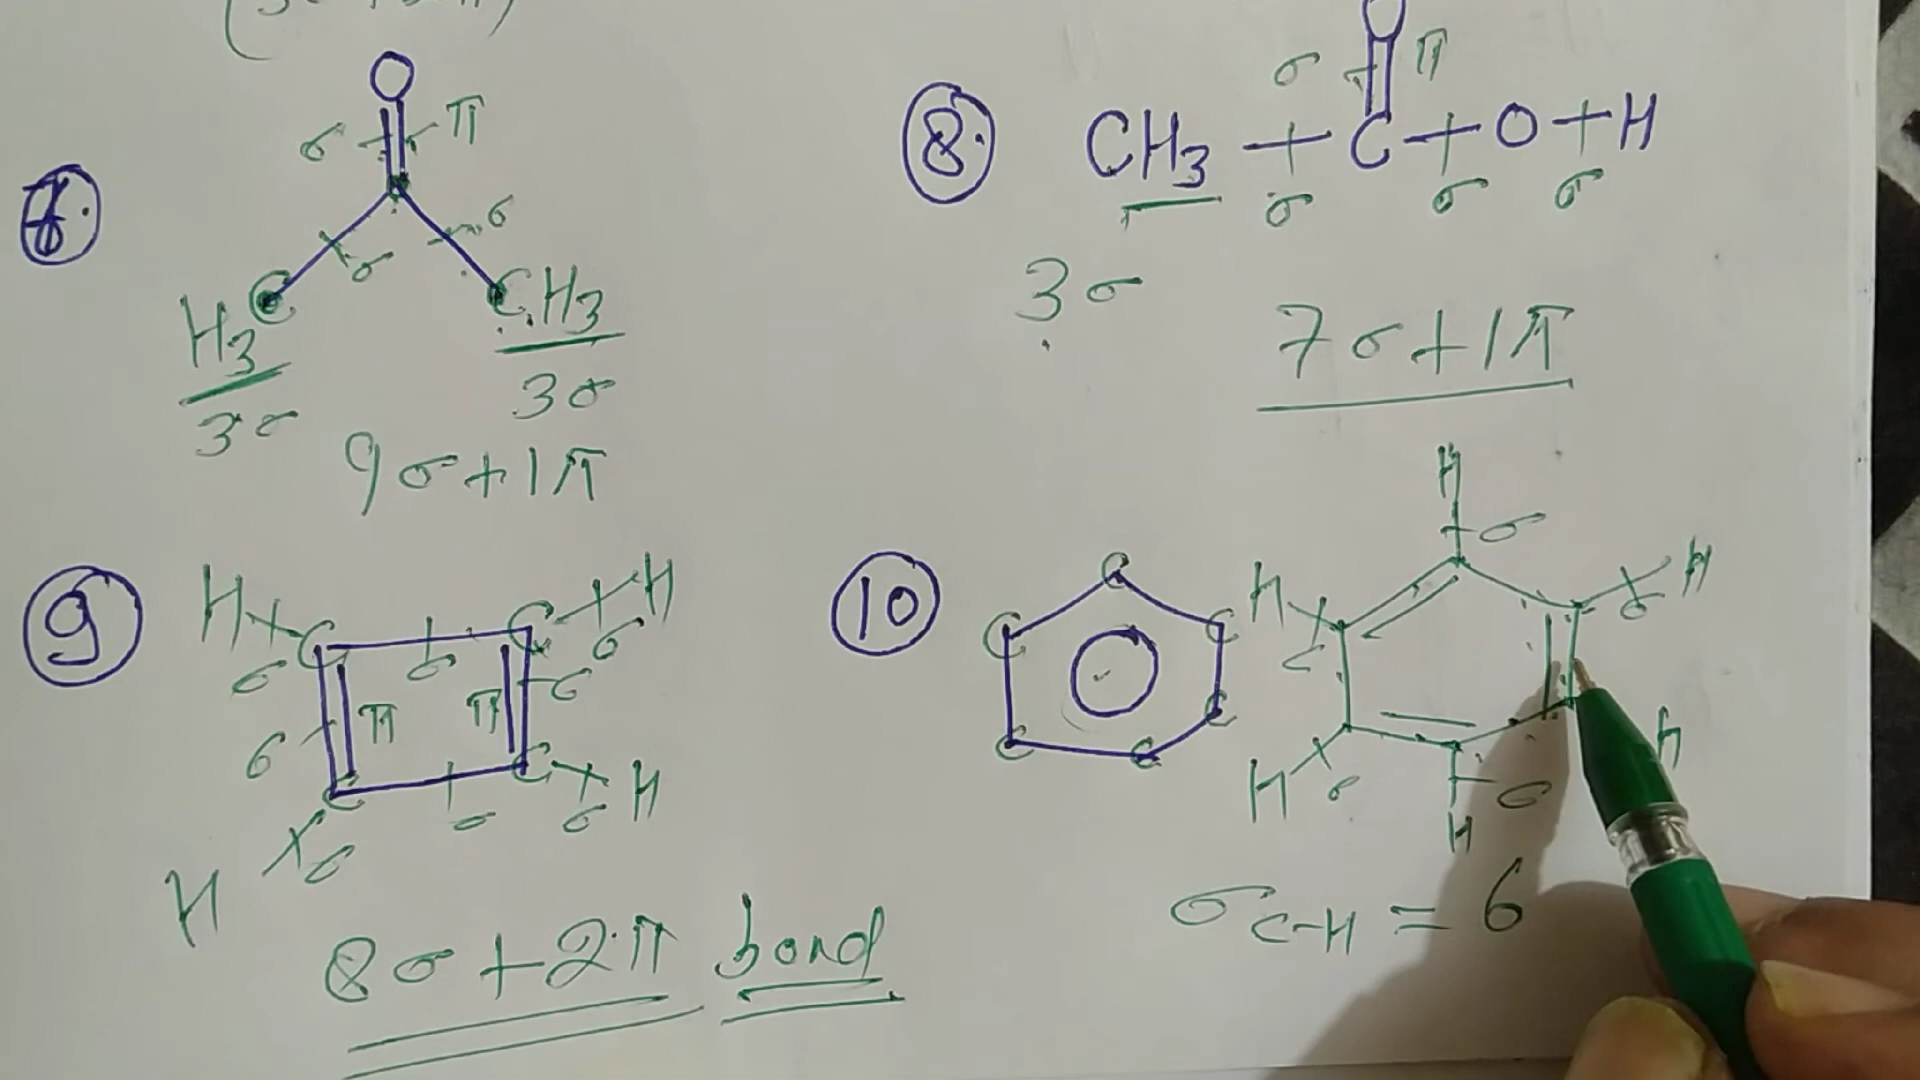 7.
O
σ π
σ σ
H3C CH3
3σ 3σ
9σ+1π
8.
O
σ π
CH3 C O H
σ σ σ
3σ
7σ+1π
9
H C C H
σ σ σ
σ π π σ
C C H
σ σ σ
H
8σ+2π bond
10
C
C C
C C
C
H
σ
H H
σ σ
H H
σ σ
H
σC-H = 6